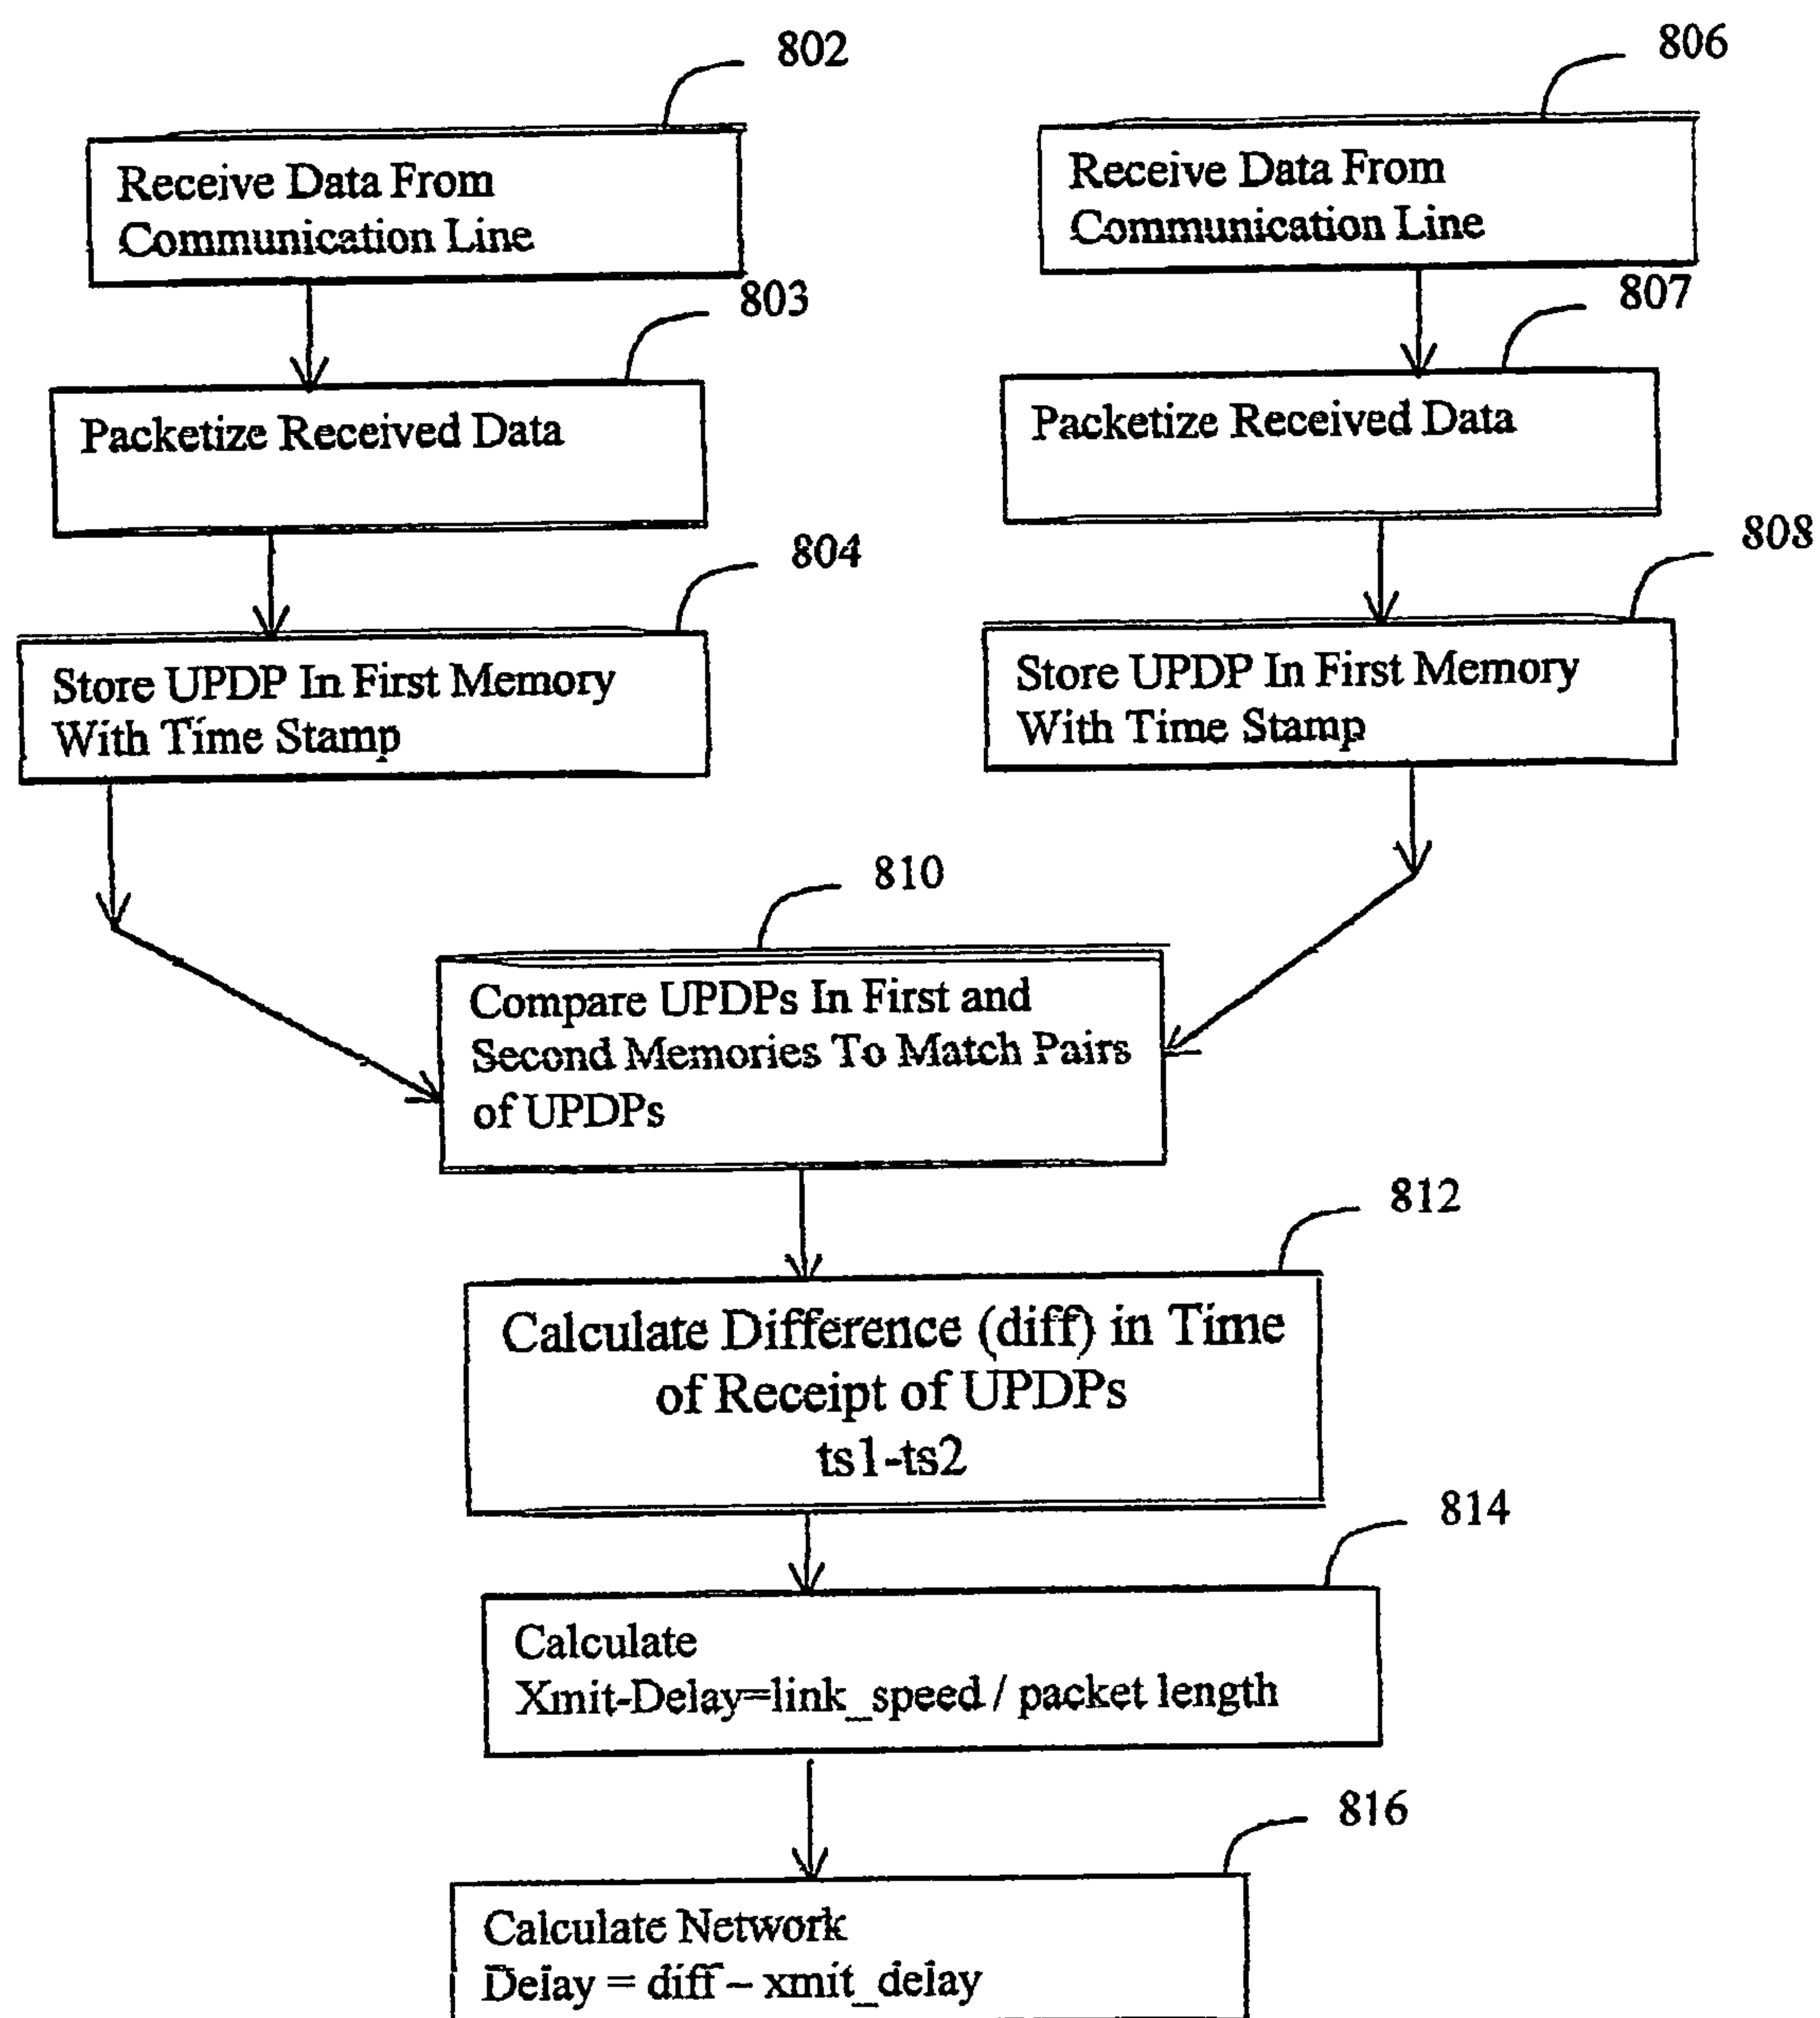 802
Receive Data From
Communication Line
803
Packetize Received Data
804
Store UPDP In First Memory
With Time Stamp
806
Receive Data From
Communication Line
807
Packetize Received Data
808
Store UPDP In First Memory
With Time Stamp
810
Compare UPDPs In First and
Second Memories To Match Pairs
of UPDPs
812
Calculate Difference (diff) in Time
of Receipt of UPDPs
ts1-ts2
814
Calculate
Xmit-Delay=link_speed / packet length
816
Calculate Network
Delay = diff – xmit_delay